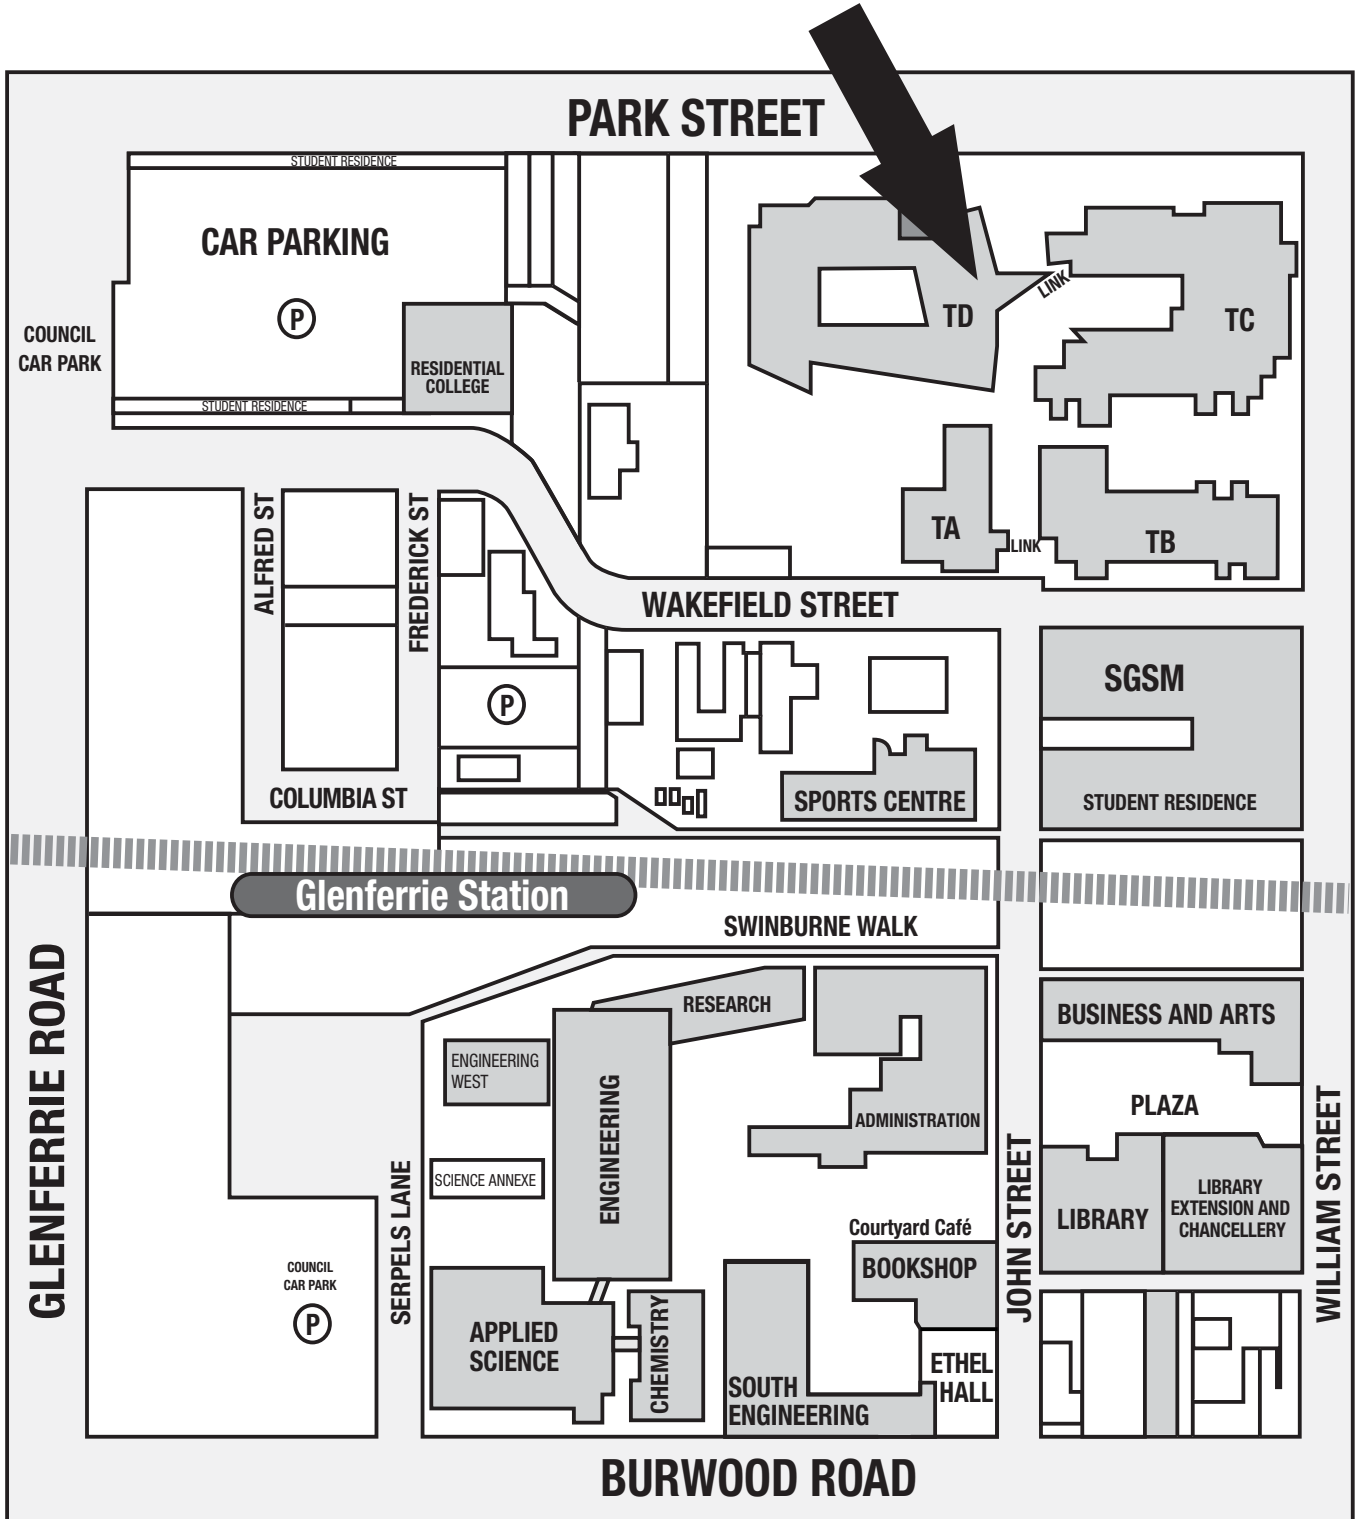 PARK STREET
STUDENT RESIDENCE
CAR PARKING
P
COUNCIL
CAR PARK
RESIDENTIAL
COLLEGE
STUDENT RESIDENCE
TD
LINK
TC
TA
LINK
TB
ALFRED ST
FREDERICK ST
WAKEFIELD STREET
P
SGSM
COLUMBIA ST
SPORTS CENTRE
STUDENT RESIDENCE
Glenferrie Station
SWINBURNE WALK
GLENFERRIE ROAD
RESEARCH
BUSINESS AND ARTS
ENGINEERING
WEST
ENGINEERING
ADMINISTRATION
PLAZA
SCIENCE ANNEXE
SERPELS LANE
JOHN STREET
WILLIAM STREET
LIBRARY
LIBRARY
EXTENSION AND
CHANCELLERY
Courtyard Café
BOOKSHOP
COUNCIL
CAR PARK
P
APPLIED
SCIENCE
CHEMISTRY
SOUTH
ENGINEERING
ETHEL
HALL
BURWOOD ROAD